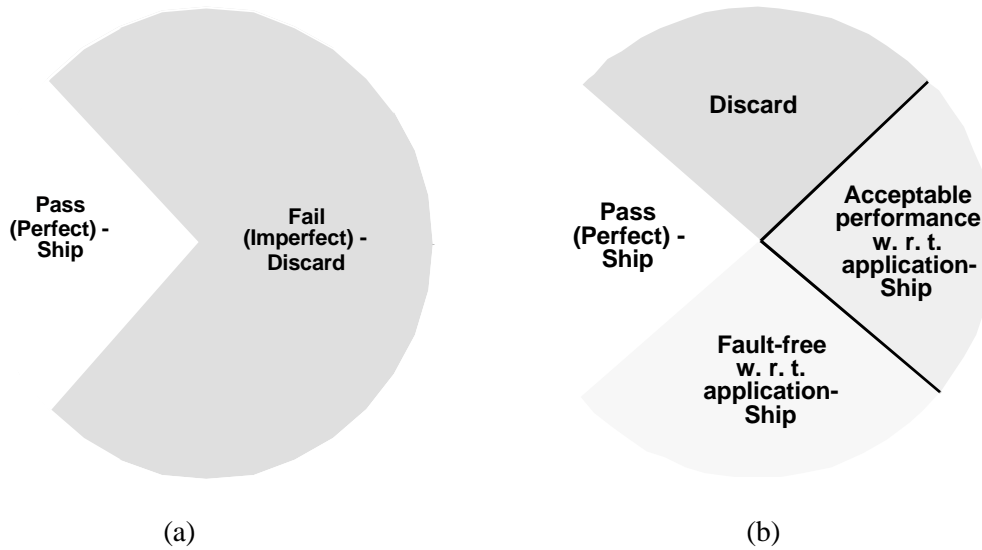 Pass
(Perfect) -
Ship
Fail
(Imperfect) -
Discard
(a)
Discard
Pass
(Perfect) -
Ship
Acceptable
performance
w. r. t.
application-
Ship
Fault-free
w. r. t.
application-
Ship
(b)